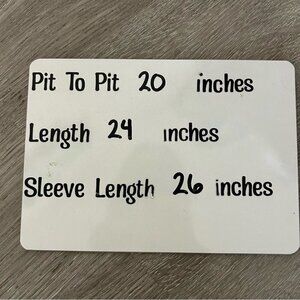 Pit To Pit 20 inches
Length 24 inches
Sleeve Length 26 inches